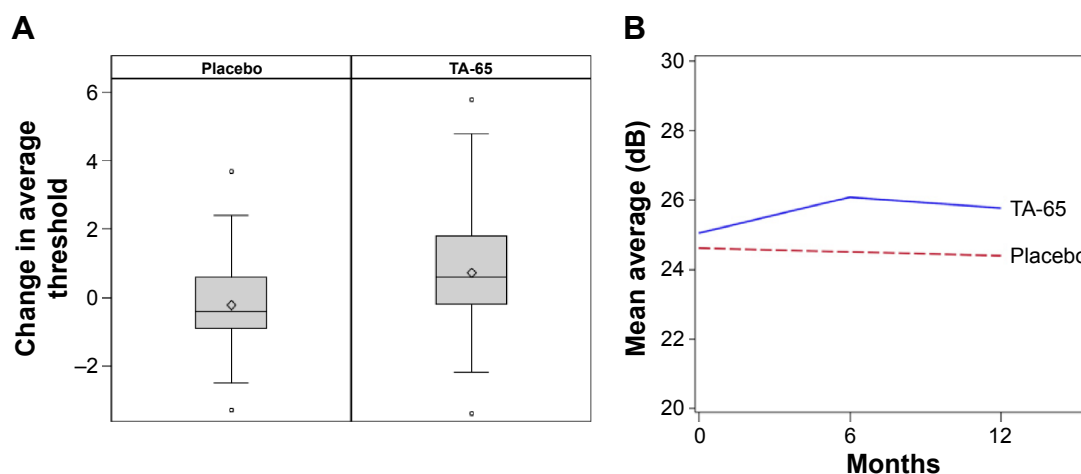 A
Placebo TA-65
6
4
2
0
–2
Change in average
threshold
B
30
28
26
24
22
20
Mean average (dB)
TA-65
Placebo
0 6 12
Months